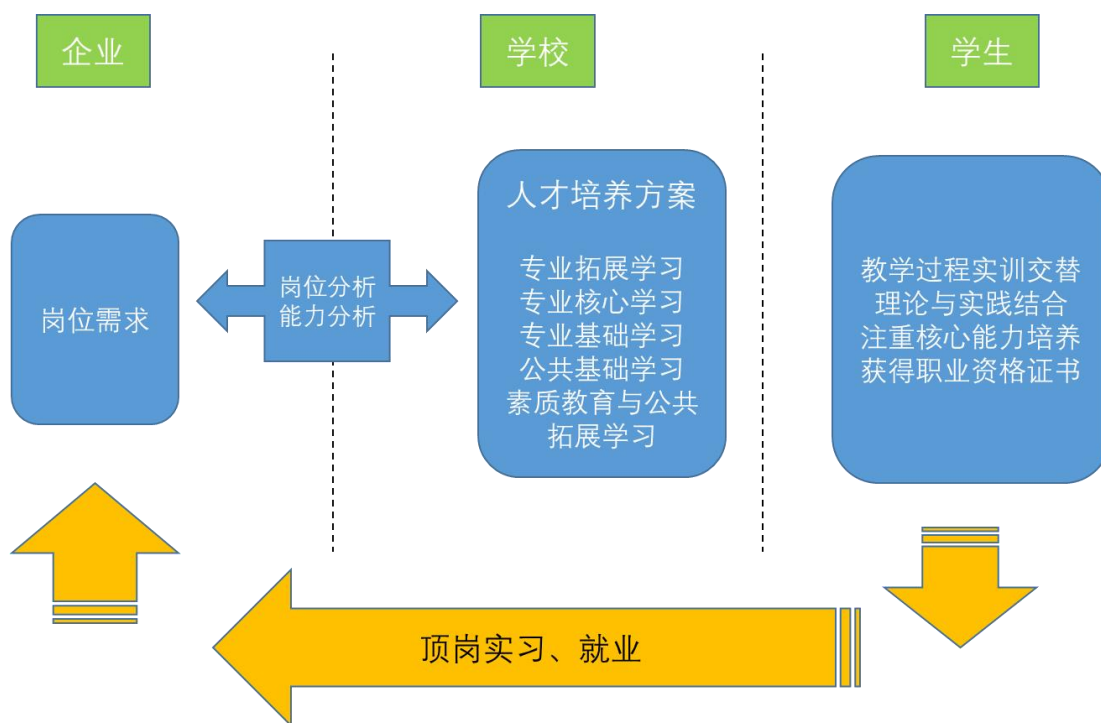 企业
学校
学生
岗位需求
岗位分析
能力分析
人才培养方案
专业拓展学习
专业核心学习
专业基础学习
公共基础学习
素质教育与公共
拓展学习
教学过程实训交替
理论与实践结合
注重核心能力培养
获得职业资格证书
顶岗实习、就业